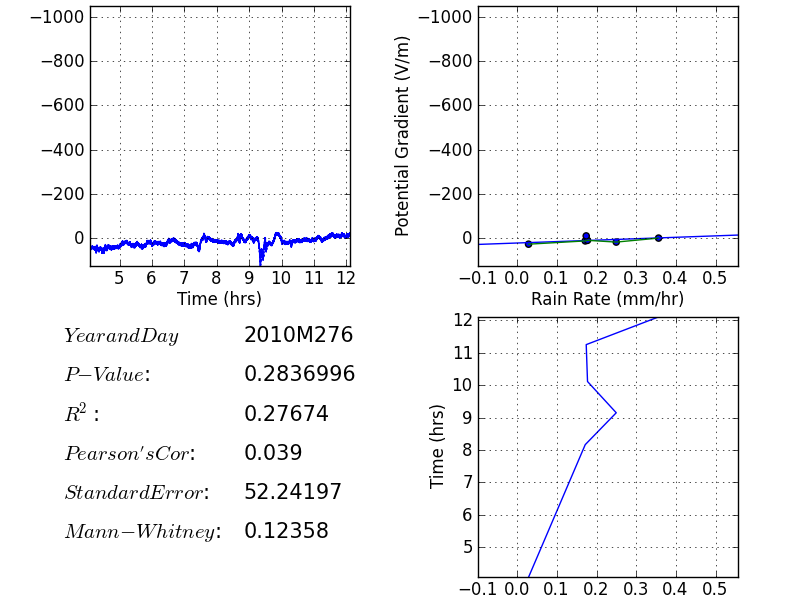 −1000
−800
−600
−400
−200
0
5 6 7 8 9 10 11 12
Time (hrs)
Potential Gradient (V/m)
−1000
−800
−600
−400
−200
0
−0.1 0.0 0.1 0.2 0.3 0.4 0.5
Rain Rate (mm/hr)
YearandDay 2010M276
P−Value: 0.2836996
R² : 0.27674
Pearson'sCor: 0.039
StandardError: 52.24197
Mann−Whitney: 0.12358
Time (hrs)
12
11
10
9
8
7
6
5
−0.1 0.0 0.1 0.2 0.3 0.4 0.5